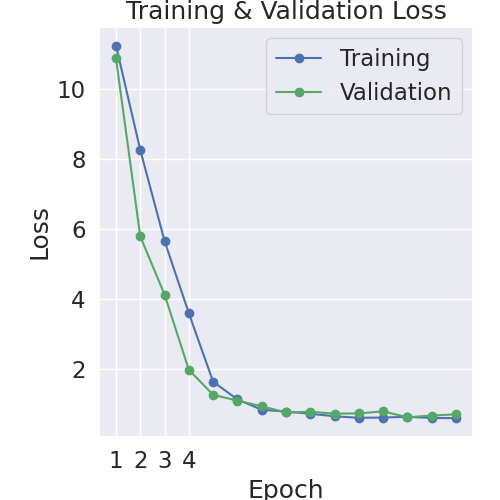 Training & Validation Loss
Training
Validation
10
8
6
4
2
Loss
1 2 3 4
Epoch